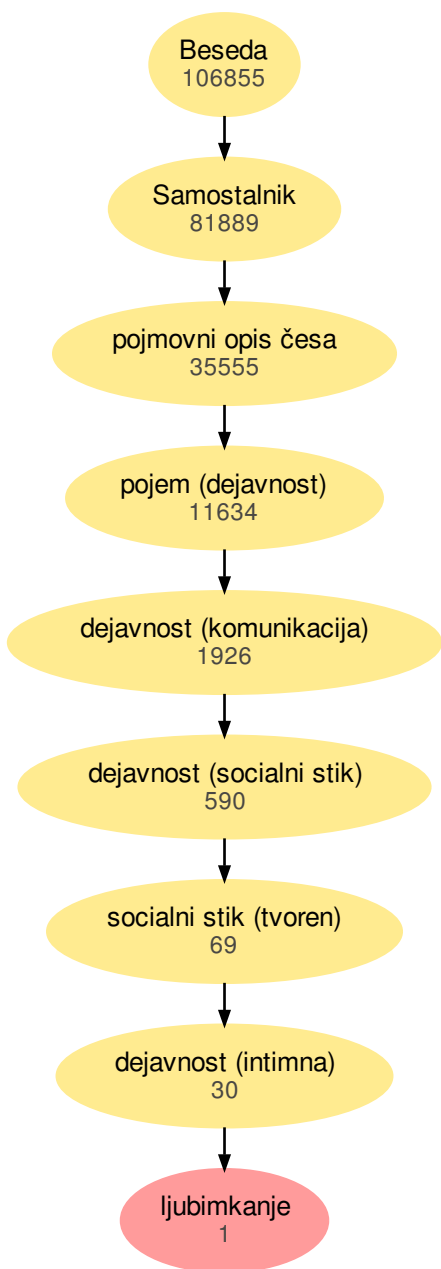 Beseda
106855
Samostalnik
81889
pojmovni opis česa
35555
pojem (dejavnost)
11634
dejavnost (komunikacija)
1926
dejavnost (socialni stik)
590
socialni stik (tvoren)
69
dejavnost (intimna)
30
ljubimkanje
1